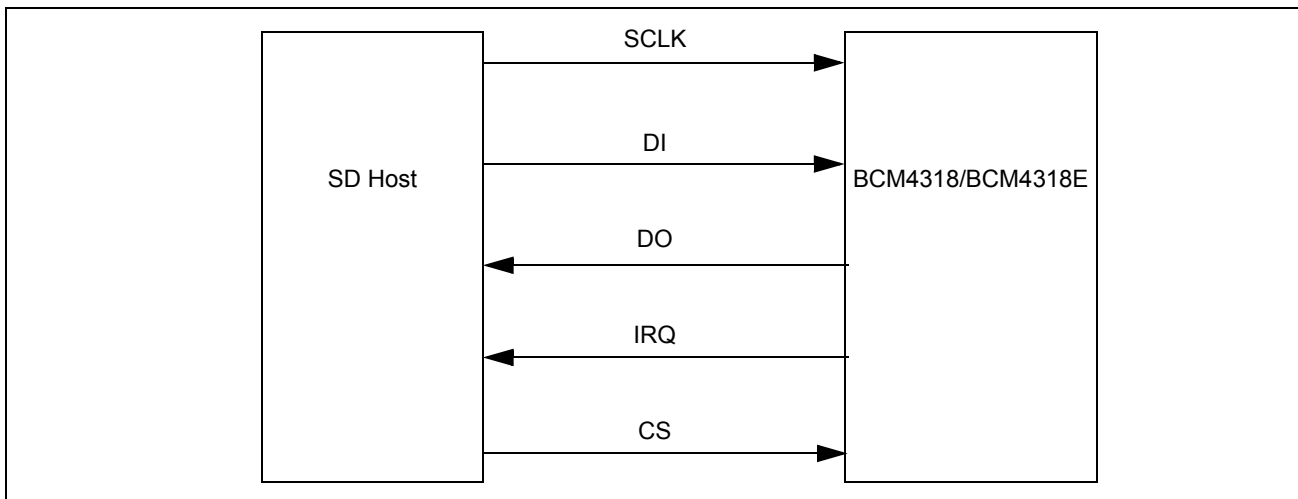 SCLK
DI
SD Host
BCM4318/BCM4318E
DO
IRQ
CS